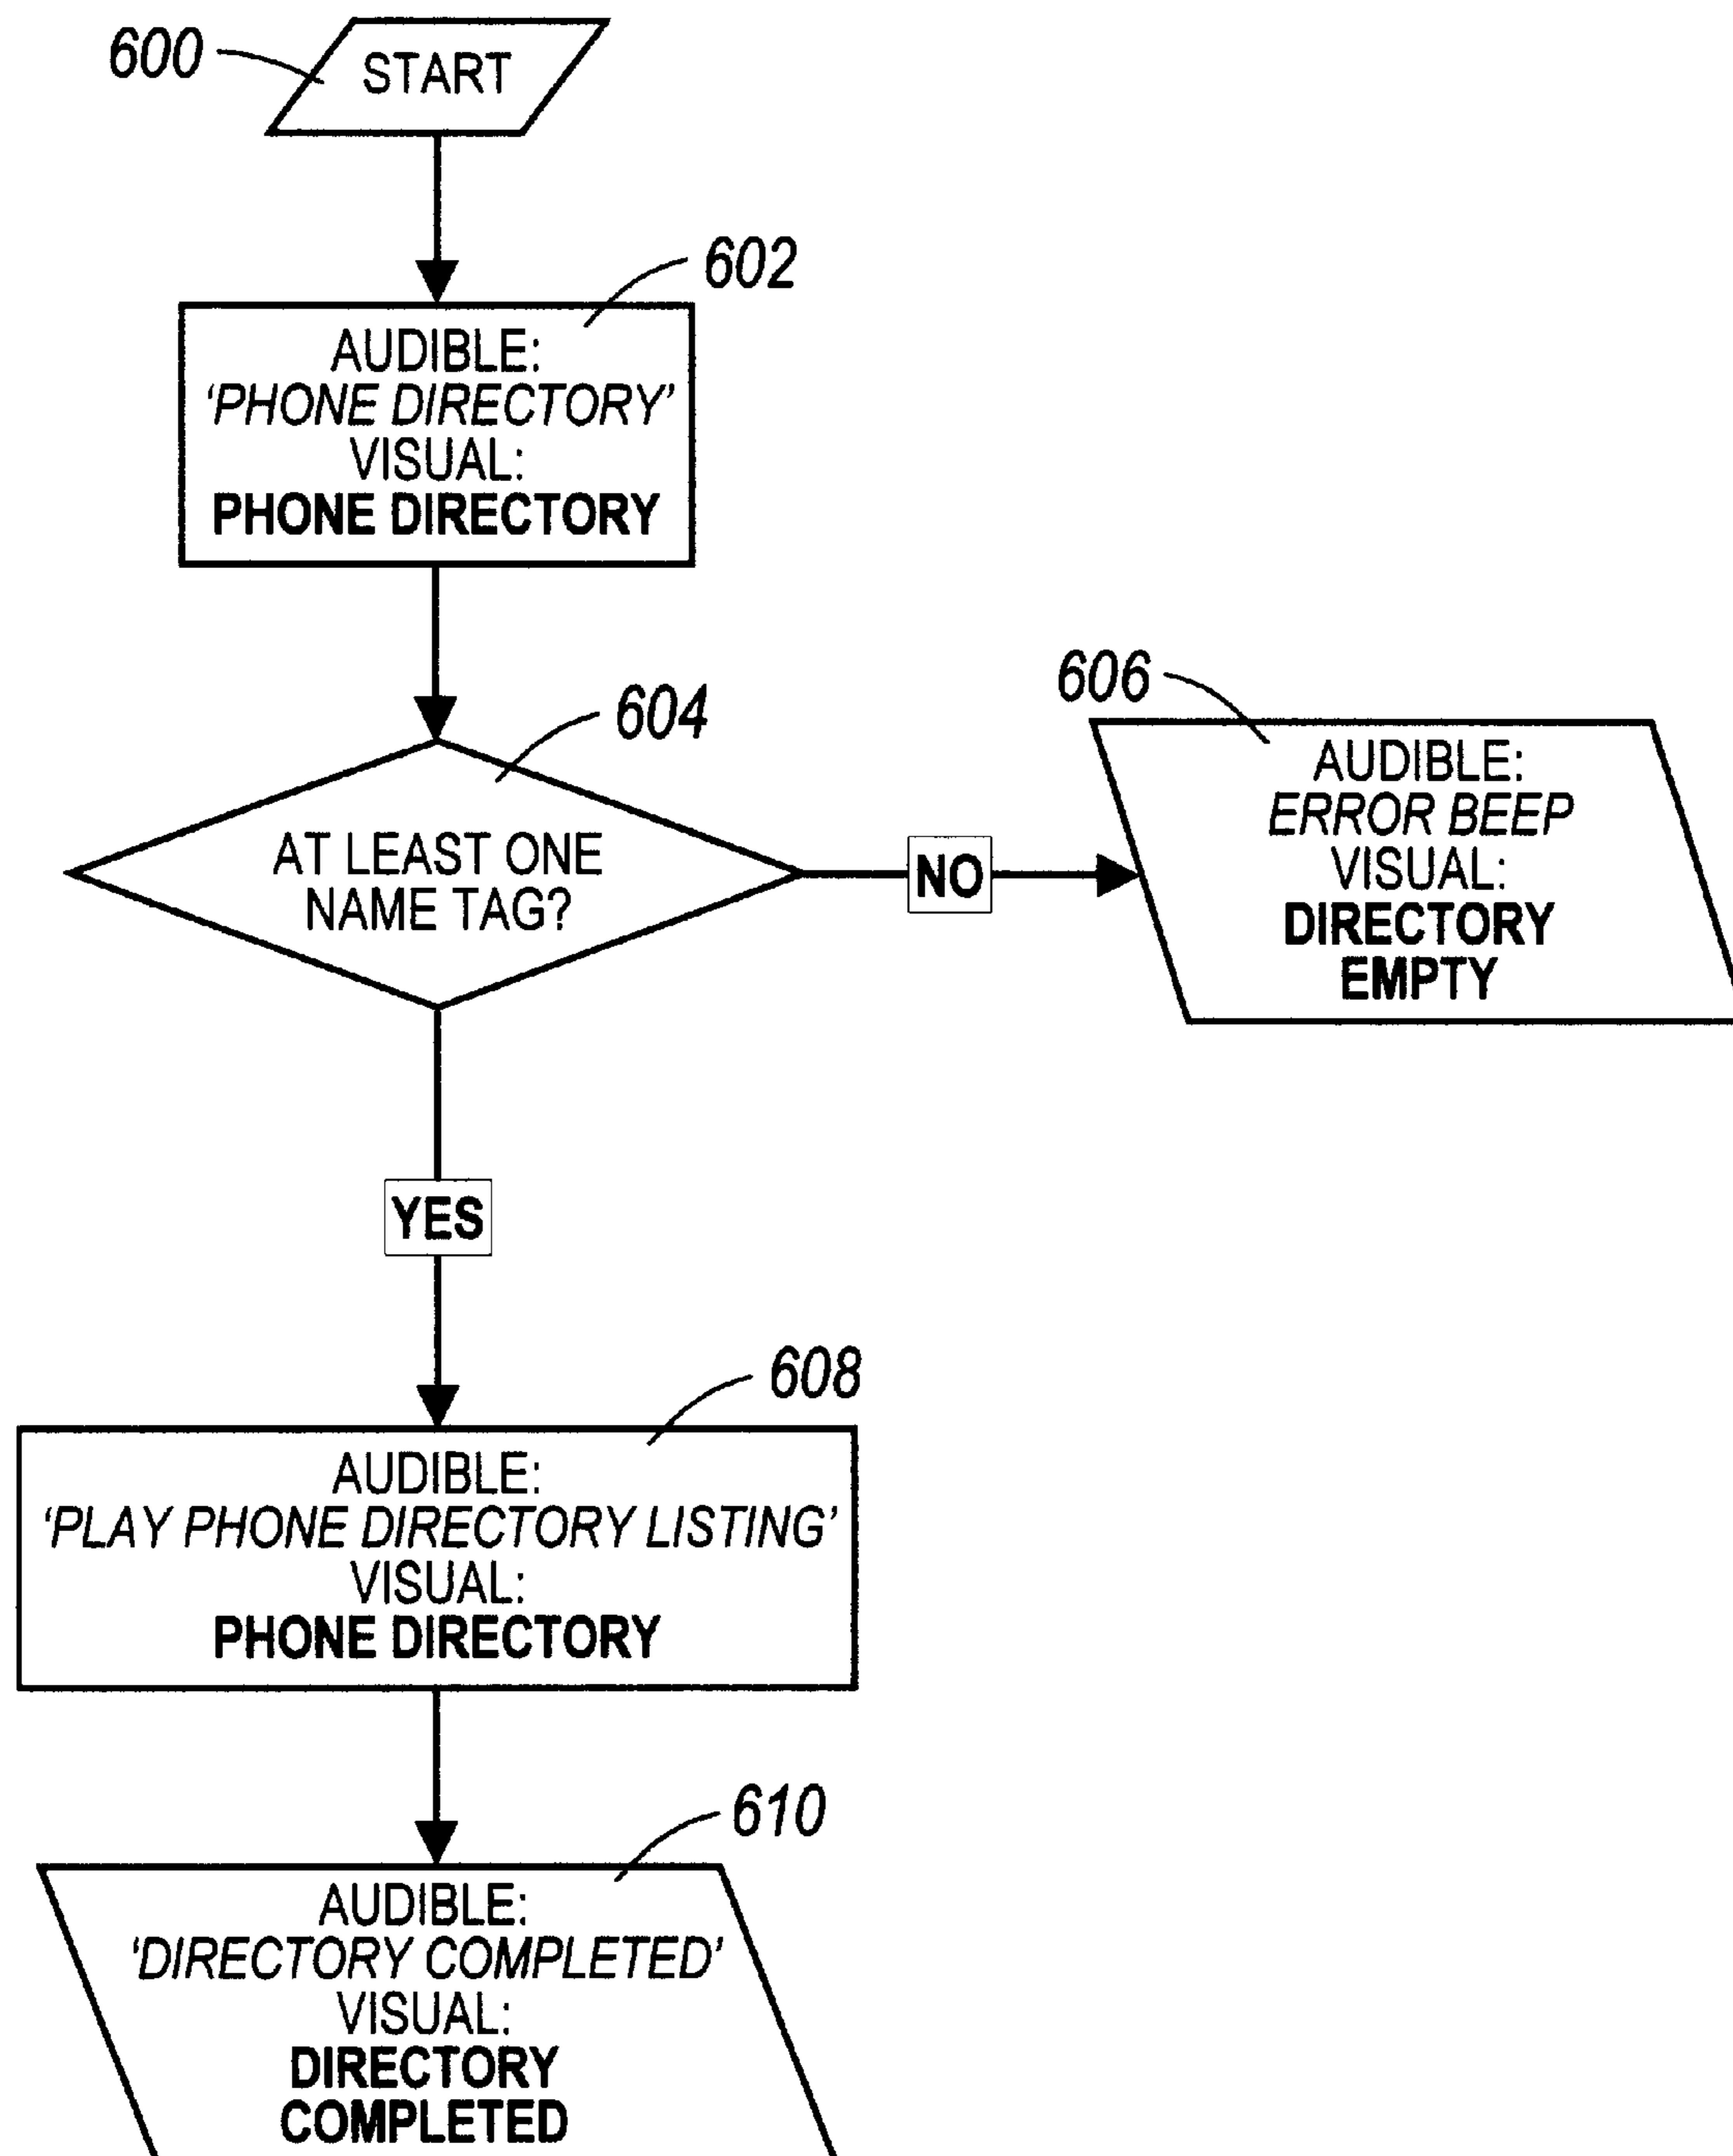 600
START
602
AUDIBLE:
'PHONE DIRECTORY'
VISUAL:
PHONE DIRECTORY
604
AT LEAST ONE
NAME TAG?
NO
606
AUDIBLE:
ERROR BEEP
VISUAL:
DIRECTORY
EMPTY
YES
608
AUDIBLE:
'PLAY PHONE DIRECTORY LISTING'
VISUAL:
PHONE DIRECTORY
610
AUDIBLE:
'DIRECTORY COMPLETED'
VISUAL:
DIRECTORY
COMPLETED